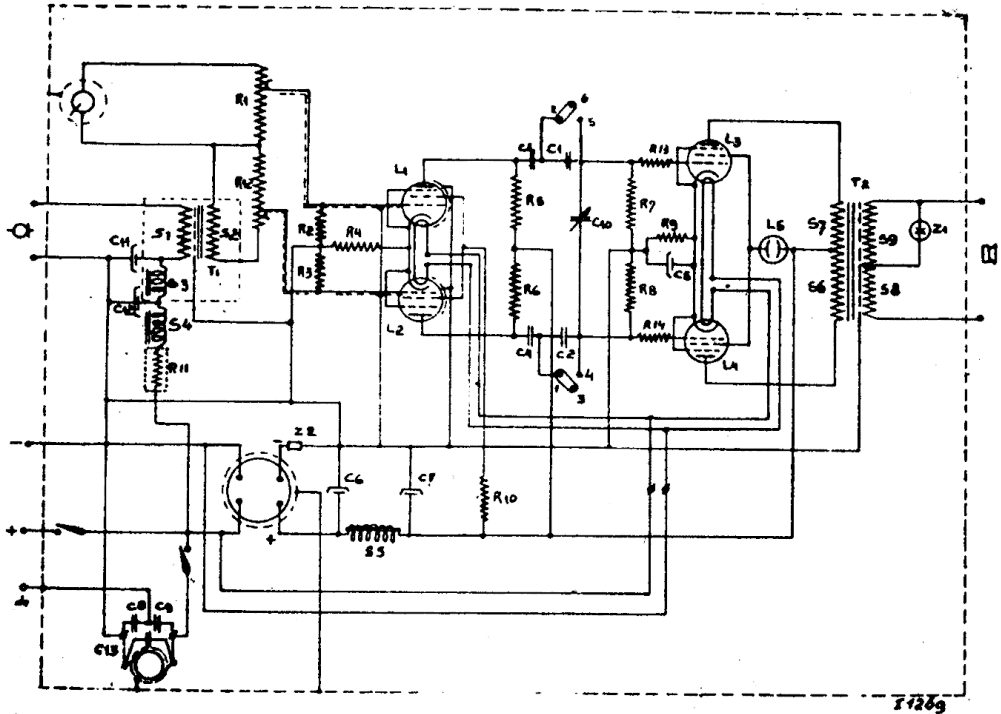 R1
R12
C11
S1
S2
T1
S3
C12
S4
R11
L1
R2
R4
R3
L2
R5
R6
C4
C1
2
6
5
C10
C4
C2
1
4
3
R7
R8
R9
C5
R13
R14
L3
L4
L5
T2
S7
S6
S9
S8
Z1
Z2
-
+
-
+
C6
C7
S5
R10
C8
C9
C13
I1269